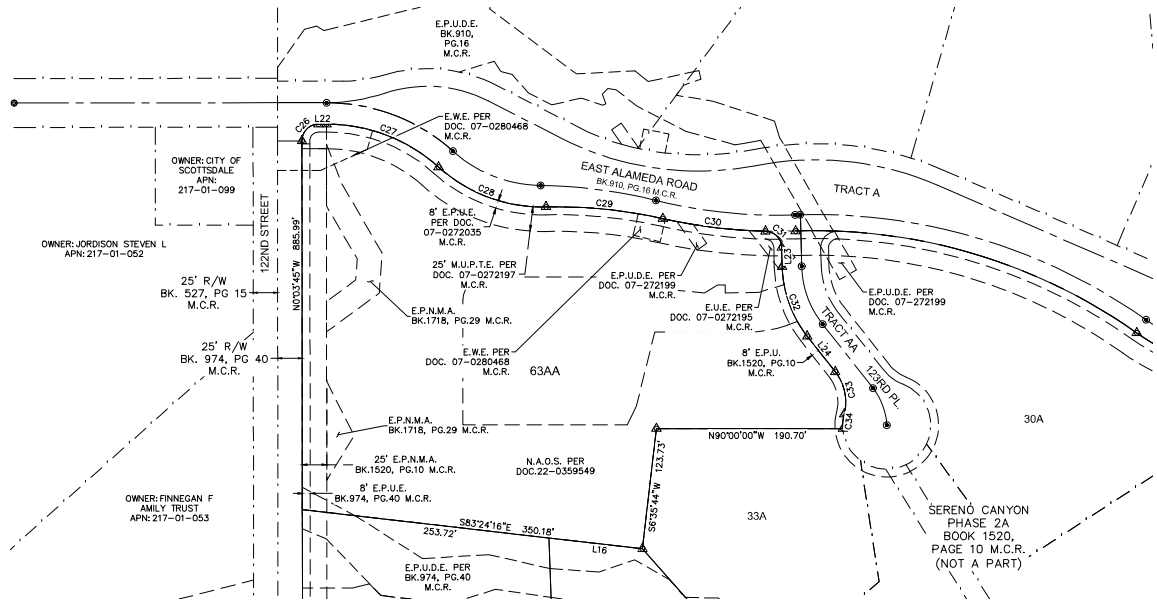 E.P.U.D.E.
BK.910,
PG.16
M.C.R.
C26
L22
C27
E.W.E. PER
DOC. 07-0280468
M.C.R.
OWNER: CITY OF
SCOTTSDALE
APN:
217-01-099
122ND STREET
N0°03'45"W 885.99'
OWNER: JORDISON STEVEN L
APN: 217-01-052
EAST ALAMEDA ROAD
BK.910, PG.16 M.C.R.
TRACT A
C28
C29
C30
C31
L23
8' E.P.U.E.
PER DOC.
07-0272035
M.C.R.
25' M.U.P.T.E. PER
DOC. 07-0272197
M.C.R.
E.P.U.D.E. PER
DOC. 07-272199
M.C.R.
E.P.U.D.E. PER
DOC. 07-272199
M.C.R.
E.U.E. PER
DOC. 07-0272195
M.C.R.
25' R/W
BK. 527, PG 15
M.C.R.
E.P.N.M.A.
BK.1718, PG.29 M.C.R.
C32
TRACT AA
25' R/W
BK. 974, PG 40
M.C.R.
E.W.E. PER
DOC. 07-0280468
M.C.R.
63AA
8' E.P.U.
BK.1520, PG.10
M.C.R.
L24
123RD PL.
C33
C34
30A
E.P.N.M.A.
BK.1718, PG.29 M.C.R.
N90°00'00"W 190.70'
25' E.P.N.M.A.
BK.1520, PG.10 M.C.R.
N.A.O.S. PER
DOC.22-0359549
S6°35'44"W 123.73'
8' E.P.U.E.
BK.974, PG.40 M.C.R.
OWNER: FINNEGAN F
AMILY TRUST
APN: 217-01-053
S83°24'16"E 350.18'
253.72'
L16
33A
SERENO CANYON
PHASE 2A
BOOK 1520,
PAGE 10 M.C.R.
(NOT A PART)
E.P.U.D.E. PER
BK.974, PG.40
M.C.R.